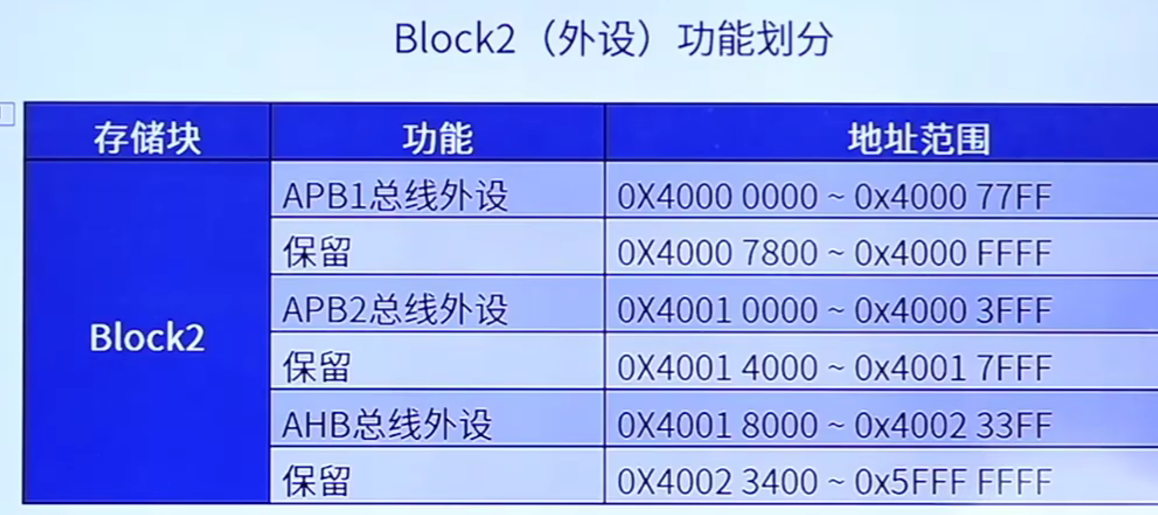 Block2（外设）功能划分
存储块 功能 地址范围
APB1总线外设 0X4000 0000 ~ 0x4000 77FF
保留 0X4000 7800 ~ 0x4000 FFFF
APB2总线外设 0X4001 0000 ~ 0x4000 3FFF
Block2
保留 0X4001 4000 ~ 0x4001 7FFF
AHB总线外设 0X4001 8000 ~ 0x4002 33FF
保留 0X4002 3400 ~ 0x5FFF FFFF